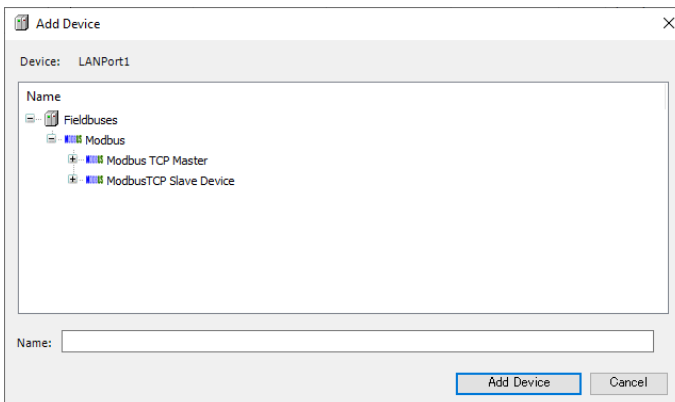 Add Device
Device: LANPort1
Name
Fieldbuses
Modbus
Modbus TCP Master
ModbusTCP Slave Device
Name:
Add Device Cancel